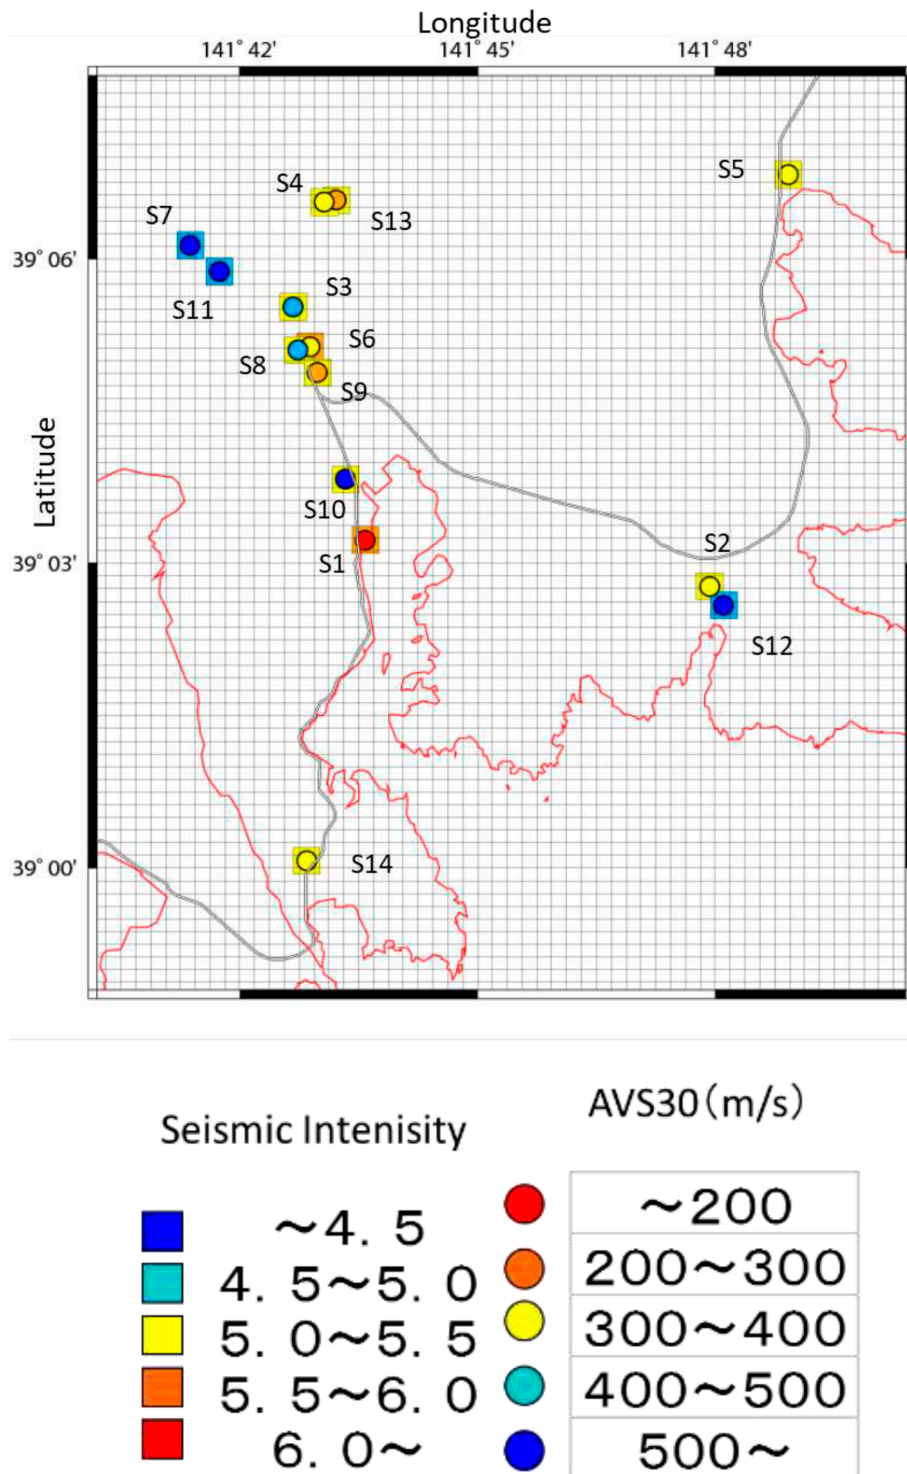 Longitude
141° 42' 141° 45' 141° 48'
S4
S5
S7
S13
39° 06'
S3
S11
S6
S8
S9
Latitude
S10
S2
39° 03'
S1
S12
39° 00'
S14
Seismic Intenisity
AVS30（m/s）
～4. 5
～200
4. 5～5. 0
200～300
5. 0～5. 5
300～400
5. 5～6. 0
400～500
6. 0～
500～